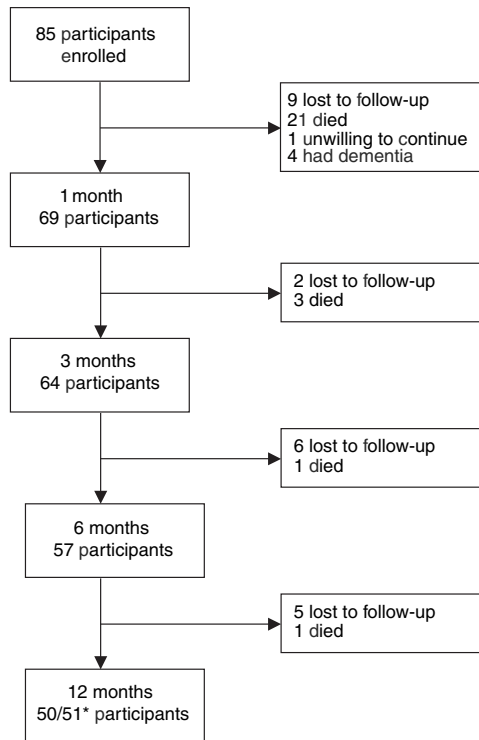 85 participants
enrolled
9 lost to follow-up
21 died
1 unwilling to continue
4 had dementia
1 month
69 participants
2 lost to follow-up
3 died
3 months
64 participants
6 lost to follow-up
1 died
6 months
57 participants
5 lost to follow-up
1 died
12 months
50/51* participants